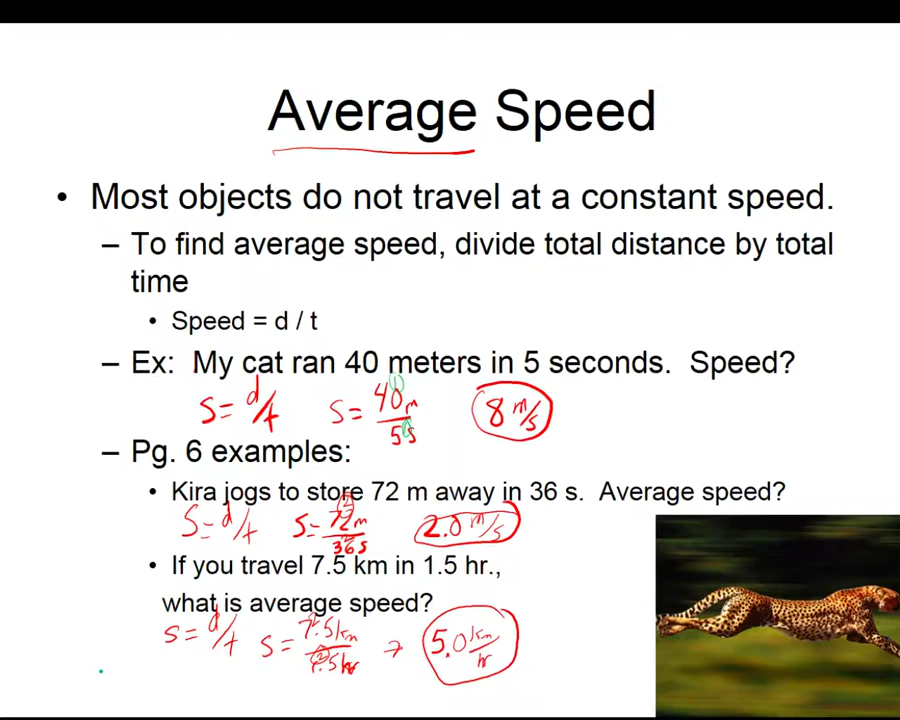 Average Speed
• Most objects do not travel at a constant speed.
– To find average speed, divide total distance by total
time
• Speed = d / t
– Ex: My cat ran 40 meters in 5 seconds. Speed?
s = d/t s = 40m/5s 8 m/s
– Pg. 6 examples:
• Kira jogs to store 72 m away in 36 s. Average speed?
s = d/t s = 72m/36s 2.0 m/s
• If you travel 7.5 km in 1.5 hr.,
what is average speed?
s = d/t s = 7.5km/1.5hr → 5.0 km/hr